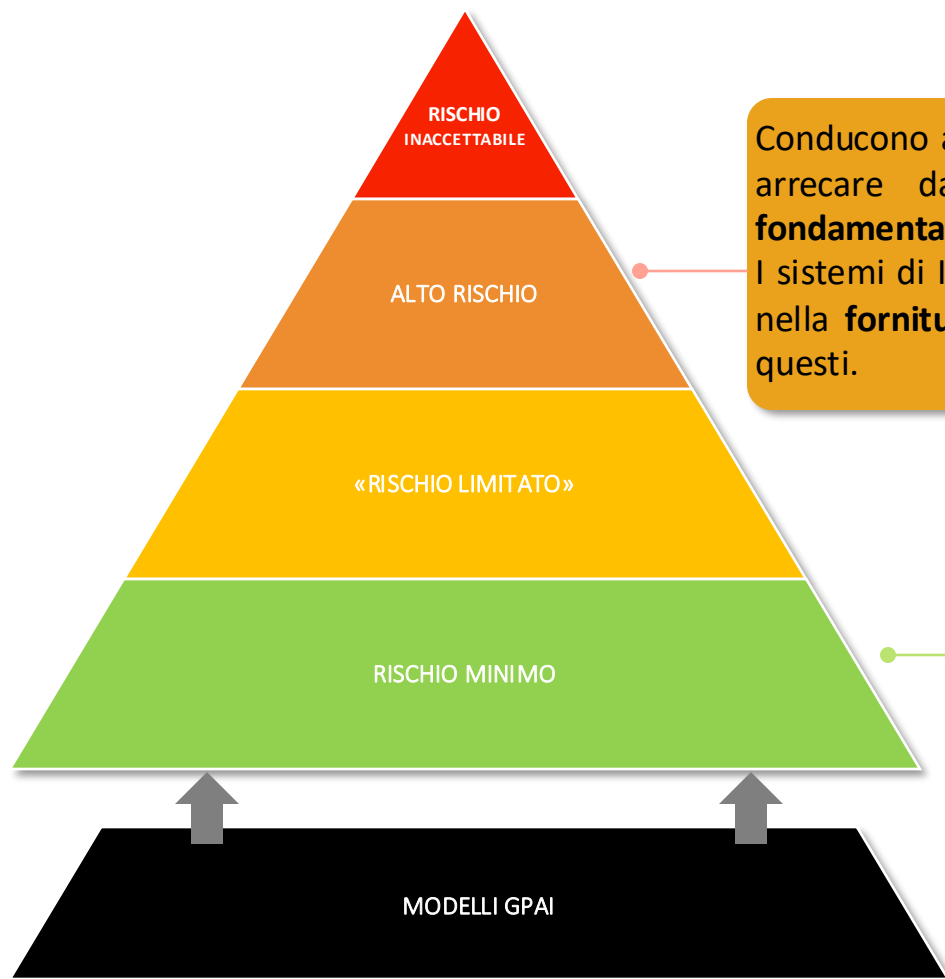 RISCHIO
INACCETTABILE
Conducono
arrecare
ALTO RISCHIO
I sistemi di
nella
questi.
«RISCHIO LIMITATO»
RISCHIO MINIMO
MODELLI GPAI